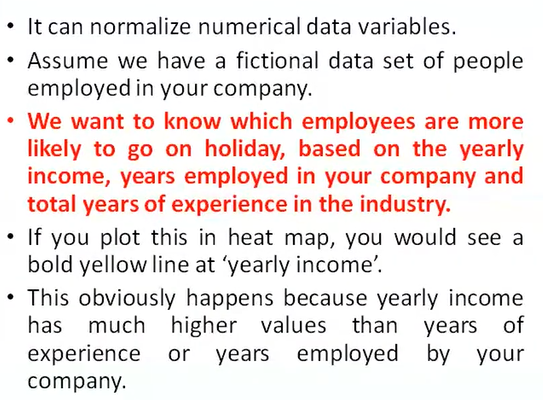 • It can normalize numerical data variables.
• Assume we have a fictional data set of people
employed in your company.
• We want to know which employees are more
likely to go on holiday, based on the yearly
income, years employed in your company and
total years of experience in the industry.
• If you plot this in heat map, you would see a
bold yellow line at ‘yearly income’.
• This obviously happens because yearly income
has much higher values than years of
experience or years employed by your
company.